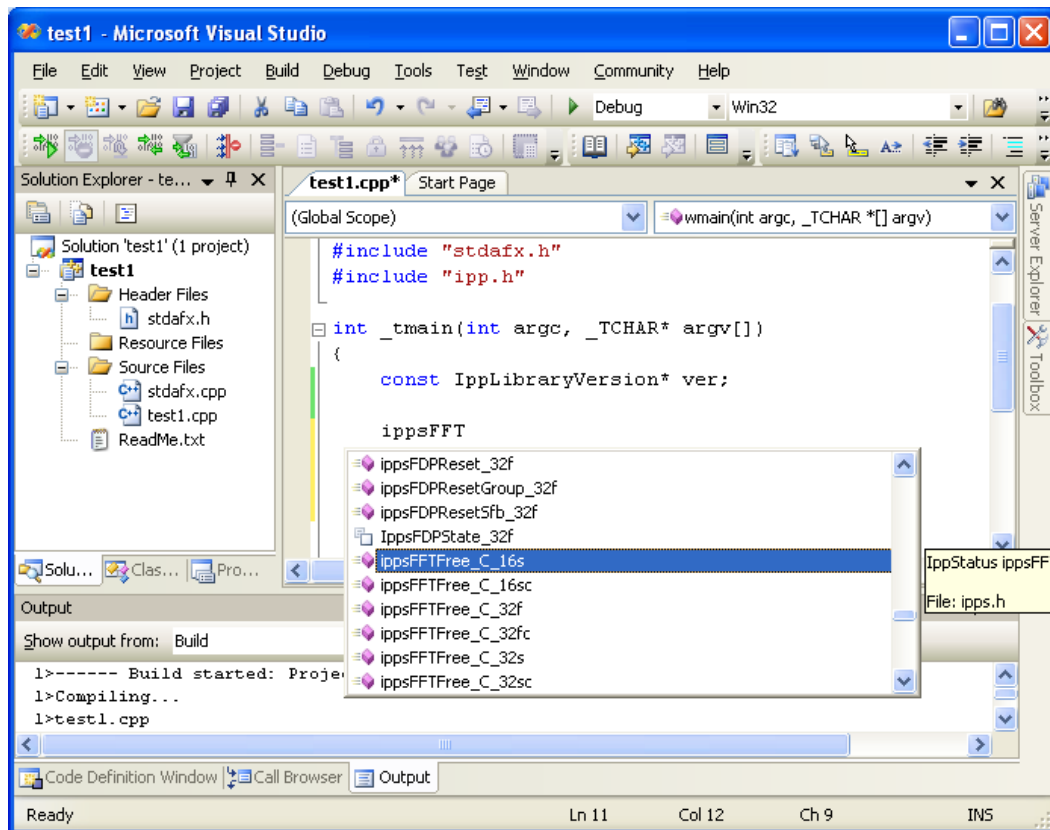 test1 - Microsoft Visual Studio
File Edit View Project Build Debug Tools Test Window Community Help
Debug Win32
Solution Explorer - te...
test1.cpp* Start Page
(Global Scope) wmain(int argc, _TCHAR *[] argv)
Solution 'test1' (1 project)
test1
Header Files
stdafx.h
Resource Files
Source Files
stdafx.cpp
test1.cpp
ReadMe.txt
#include "stdafx.h"
#include "ipp.h"
int _tmain(int argc, _TCHAR* argv[])
{
const IppLibraryVersion* ver;
ippsFFT
ippsFDPReset_32f
ippsFDPResetGroup_32f
ippsFDPResetSfb_32f
IppsFDPState_32f
ippsFFTFree_C_16s
ippsFFTFree_C_16sc
ippsFFTFree_C_32f
ippsFFTFree_C_32fc
ippsFFTFree_C_32s
ippsFFTFree_C_32sc
IppStatus ippsFF
File: ipps.h
Server Explorer
Toolbox
Solu... Clas... Pro...
Output
Show output from: Build
1>------ Build started: Proje
1>Compiling...
1>test1.cpp
Code Definition Window Call Browser Output
Ready Ln 11 Col 12 Ch 9 INS